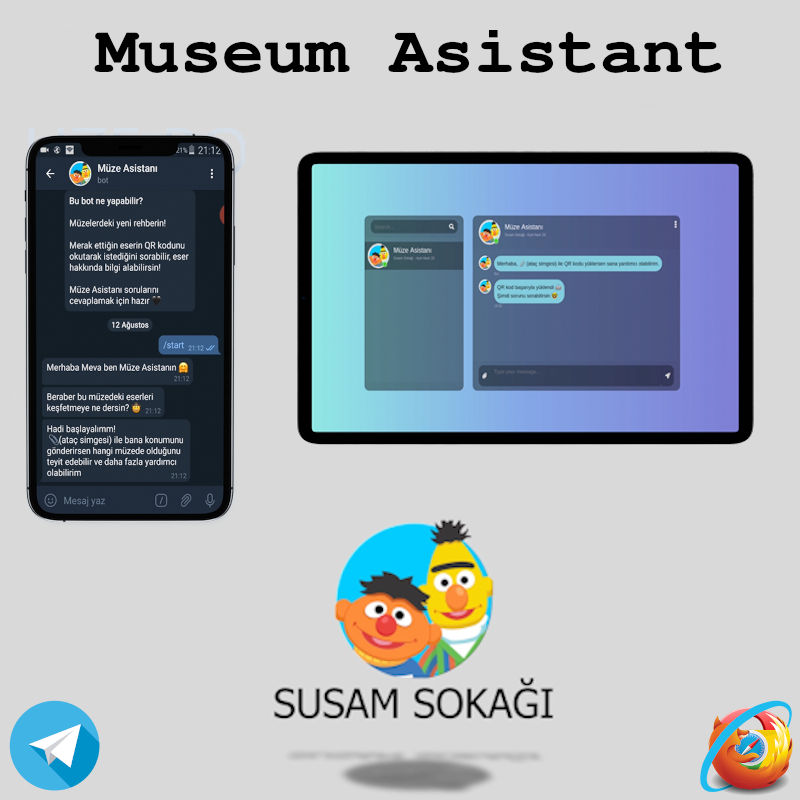 Museum Asistant
21%
21:12
Müze Asistanı
bot
Bu bot ne yapabilir?
Müzelerdeki yeni rehberin!
Merak ettiğin eserin QR kodunu
okutarak istediğini sorabilir, eser
hakkında bilgi alabilirsin!
Müze Asistanı sorularını
cevaplamak için hazır
12 Ağustos
/start 21:12
Merhaba Meva ben Müze Asistanın
21:12
Beraber bu müzedeki eserleri
keşfetmeye ne dersin? 21:12
Hadi başlayalımm!
(ataç simgesi) ile bana konumunu
gönderirsen hangi müzede olduğunu
teyit edebilir ve daha fazla yardımcı
olabilirim
21:12
Mesaj yaz
Search...
Müze Asistanı
Müze Asistanı
Merhaba, (ataç simgesi) ile QR kodu yüklersen sana yardımcı olabilirim.
QR kod başarıyla yüklendi
Şimdi sorunu sorabilirsin
Type your message...
SUSAM SOKAĞI